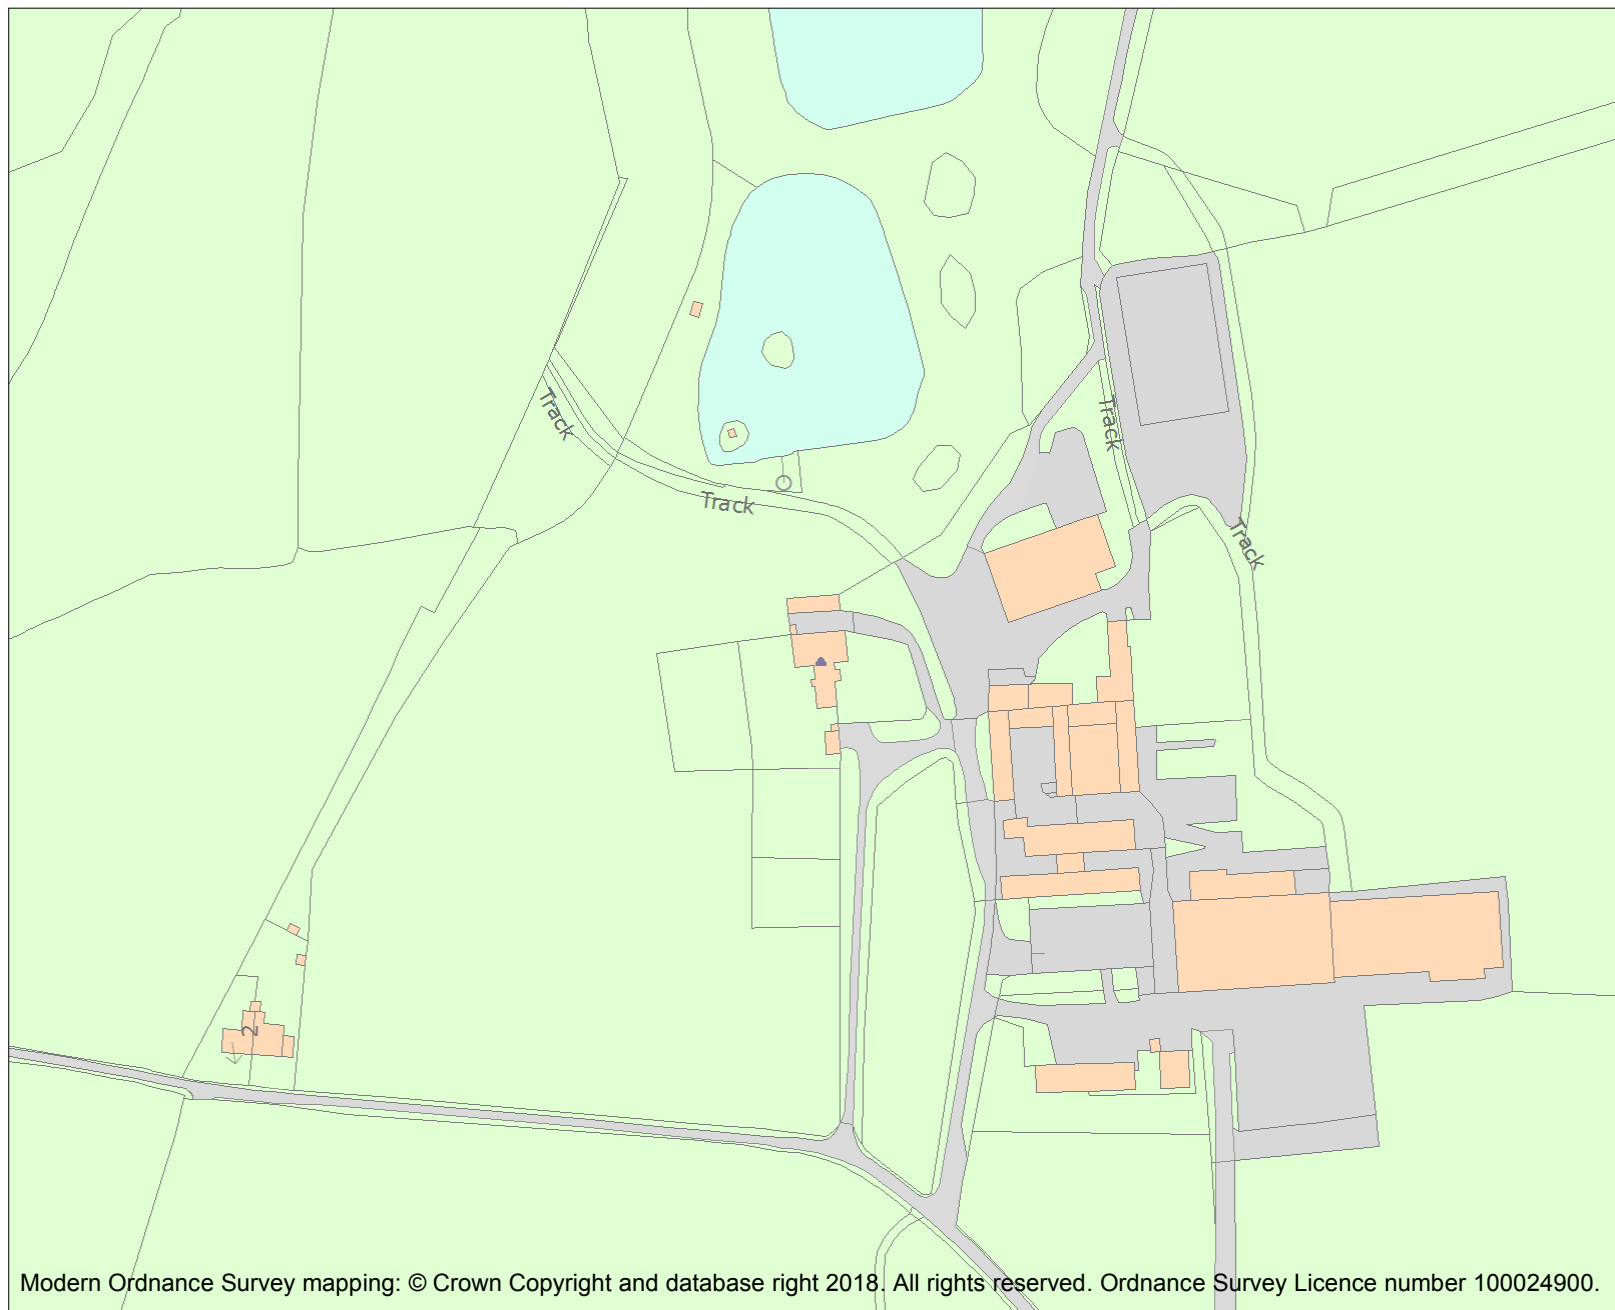 Track
Track
Track
Track
2
Modern Ordnance Survey mapping: © Crown Copyright and database right 2018. All rights reserved. Ordnance Survey Licence number 100024900.